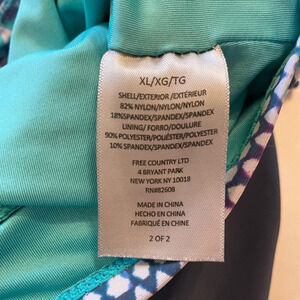 XL/XG/TG
SHELL/EXTERIOR/EXTÉRIEUR
82% NYLON/NYLON/NYLON
18%SPANDEX/SPANDEX/SPANDEX
LINING/ FORRO/DOULURE
90% POLYESTER/POLIÉSTER/POLYESTER
10% SPANDEX/SPANDEX/SPANDEX
FREE COUNTRY LTD
4 BRYANT PARK
NEW YORK NY 10018
RN#82608
MADE IN CHINA
HECHO EN CHINA
FABRIQUÉ EN CHINE
2 OF 2